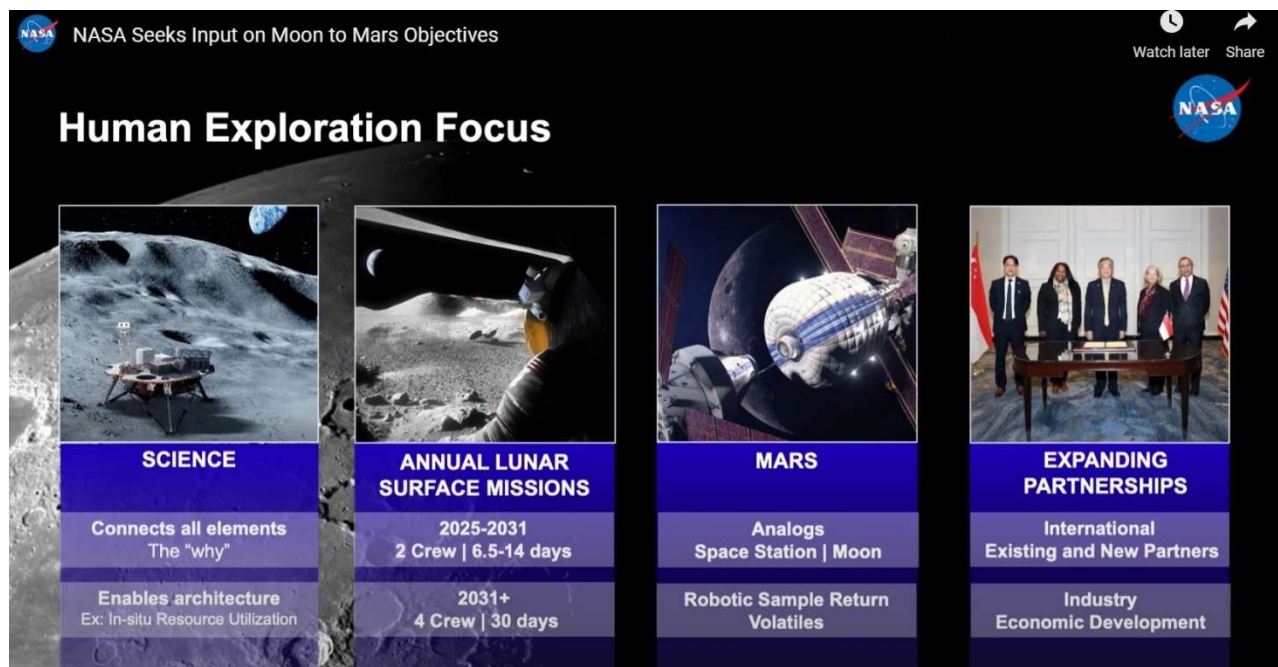 NASA
NASA Seeks Input on Moon to Mars Objectives
Watch later
Share
NASA
Human Exploration Focus
SCIENCE
Connects all elements
The “why”
Enables architecture
Ex: In-situ Resource Utilization
ANNUAL LUNAR
SURFACE MISSIONS
2025-2031
2 Crew | 6.5-14 days
2031+
4 Crew | 30 days
MARS
Analogs
Space Station | Moon
Robotic Sample Return
Volatiles
EXPANDING
PARTNERSHIPS
International
Existing and New Partners
Industry
Economic Development